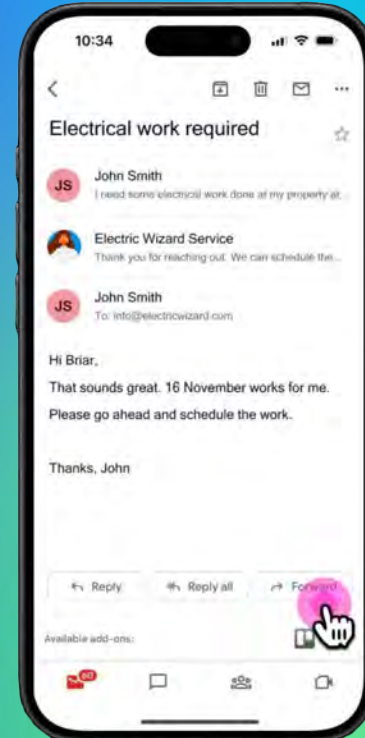 10:34
Electrical work required
JS
John Smith
I need some electrical work done at my property at...
Electric Wizard Service
Thank you for reaching out. We can schedule the...
JS
John Smith
To: info@electricwizard.com
Hi Briar,
That sounds great. 16 November works for me.
Please go ahead and schedule the work.
Thanks, John
Reply
Reply all
Forward
Available add-ons:
60